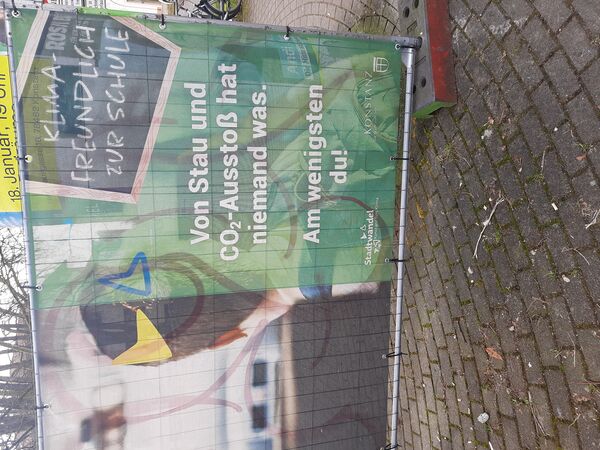 18. Januar, 19 Uhr
KLIMA-
FREUNDLICH
ZUR SCHULE
Von Stau und
CO₂-Ausstoß hat
niemand was.
Am wenigsten
du!
Stadtwandel
KONSTANZ